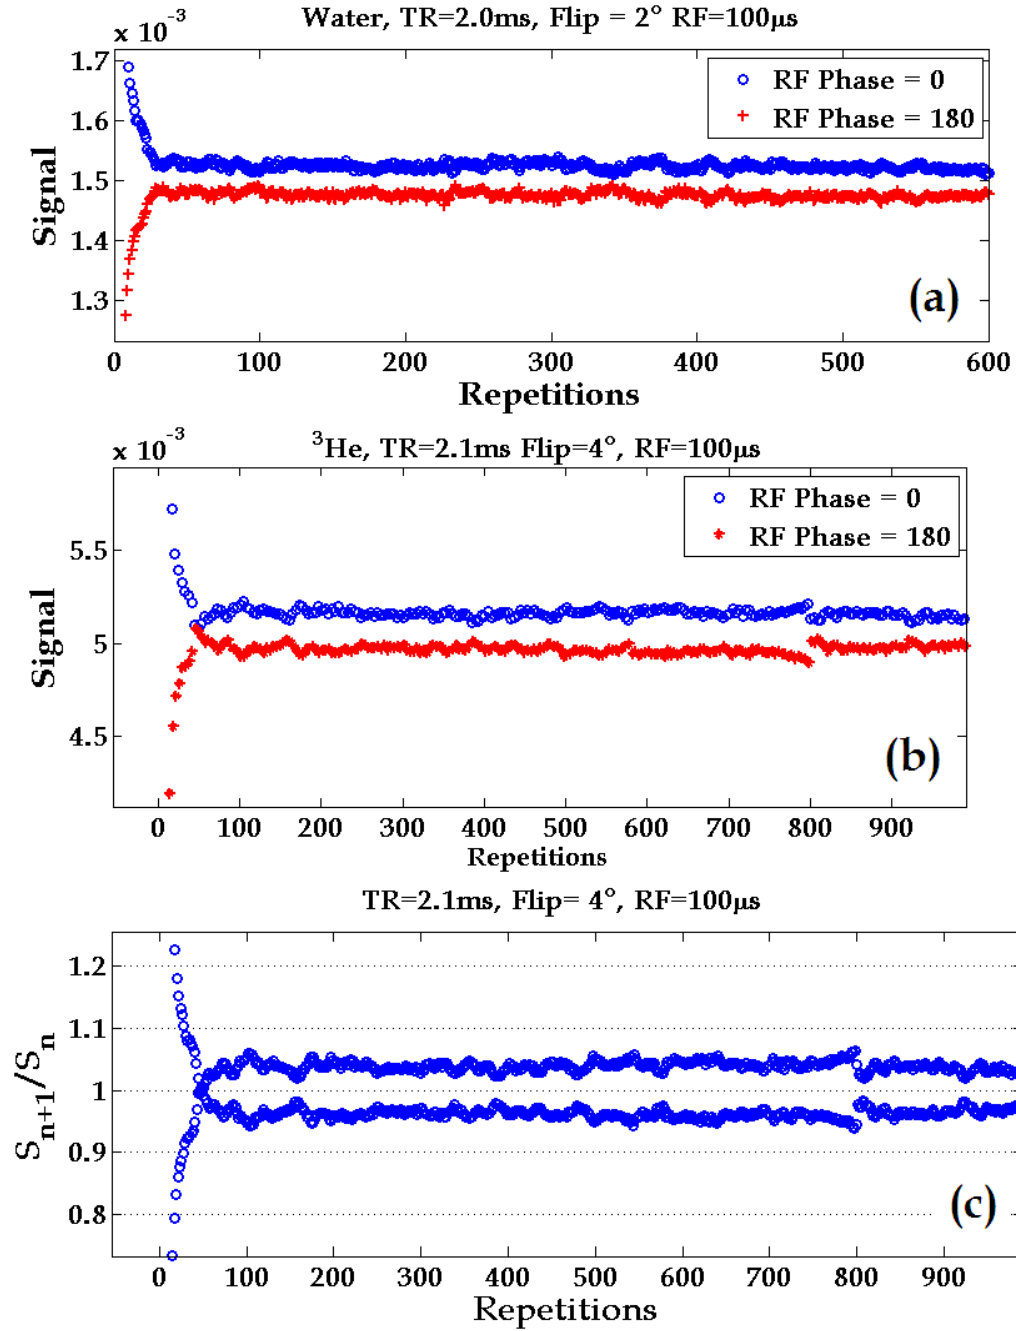 Water, TR=2.0ms, Flip = 2° RF=100μs
x 10⁻³
1.7
1.6
1.5
1.4
1.3
Signal
RF Phase = 0
RF Phase = 180
(a)
0 100 200 300 400 500 600
Repetitions
x 10⁻³
³He, TR=2.1ms Flip=4°, RF=100μs
5.5
5
4.5
Signal
RF Phase = 0
RF Phase = 180
(b)
0 100 200 300 400 500 600 700 800 900
Repetitions
TR=2.1ms, Flip= 4°, RF=100μs
1.2
1.1
1
0.9
0.8
Sₙ₊₁/Sₙ
(c)
0 100 200 300 400 500 600 700 800 900
Repetitions